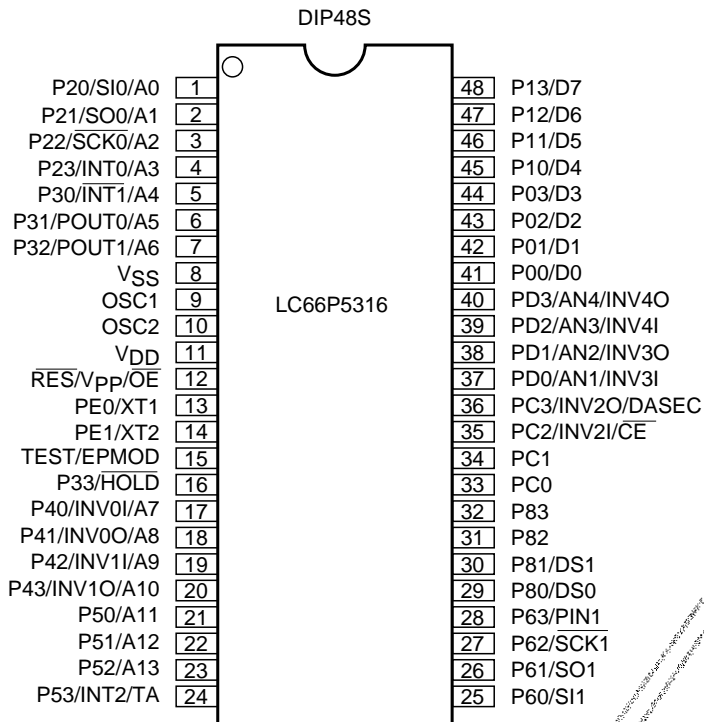 DIP48S
P20/SI0/A0 1 48 P13/D7
P21/SO0/A1 2 47 P12/D6
P22/S̅C̅K̅0̅/A2 3 46 P11/D5
P23/INT0/A3 4 45 P10/D4
P30/I̅N̅T̅1̅/A4 5 44 P03/D3
P31/POUT0/A5 6 43 P02/D2
P32/POUT1/A6 7 42 P01/D1
VSS 8 41 P00/D0
OSC1 9 LC66P5316 40 PD3/AN4/INV4O
OSC2 10 39 PD2/AN3/INV4I
VDD 11 38 PD1/AN2/INV3O
R̅E̅S̅/VPP/O̅E̅ 12 37 PD0/AN1/INV3I
PE0/XT1 13 36 PC3/INV2O/DASEC
PE1/XT2 14 35 PC2/INV2I/C̅E̅
TEST/EPMOD 15 34 PC1
P33/H̅O̅L̅D̅ 16 33 PC0
P40/INV0I/A7 17 32 P83
P41/INV0O/A8 18 31 P82
P42/INV1I/A9 19 30 P81/DS1
P43/INV1O/A10 20 29 P80/DS0
P50/A11 21 28 P63/PIN1
P51/A12 22 27 P62/S̅C̅K̅1̅
P52/A13 23 26 P61/SO1
P53/INT2/TA 24 25 P60/SI1